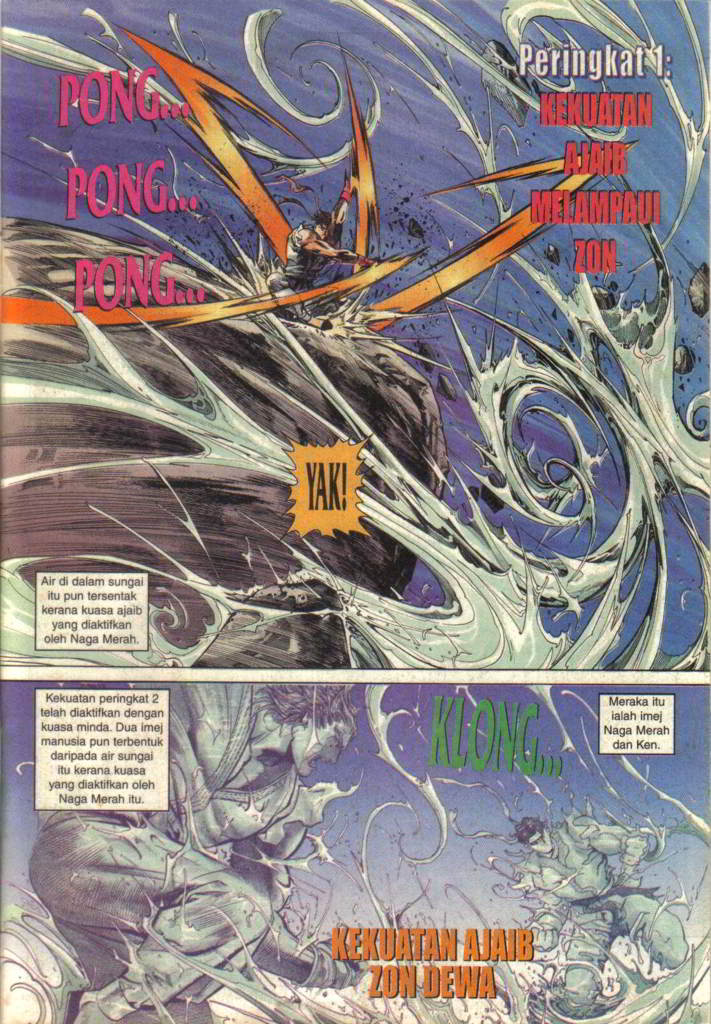 Peringkat 1:
KEKUATAN
AJAIB
MELAMPAUI
ZON
PONG...
PONG...
PONG...
YAK!
Air di dalam sungai
itu pun tersentak
kerana kuasa ajaib
yang diaktifkan
oleh Naga Merah.
Kekuatan peringkat 2
telah diaktifkan dengan
kuasa minda. Dua imej
manusia pun terbentuk
daripada air sungai
itu kerana kuasa
yang diaktifkan oleh
Naga Merah itu.
KLONG...
Meraka itu
ialah imej
Naga Merah
dan Ken.
KEKUATAN AJAIB
ZON DEWA